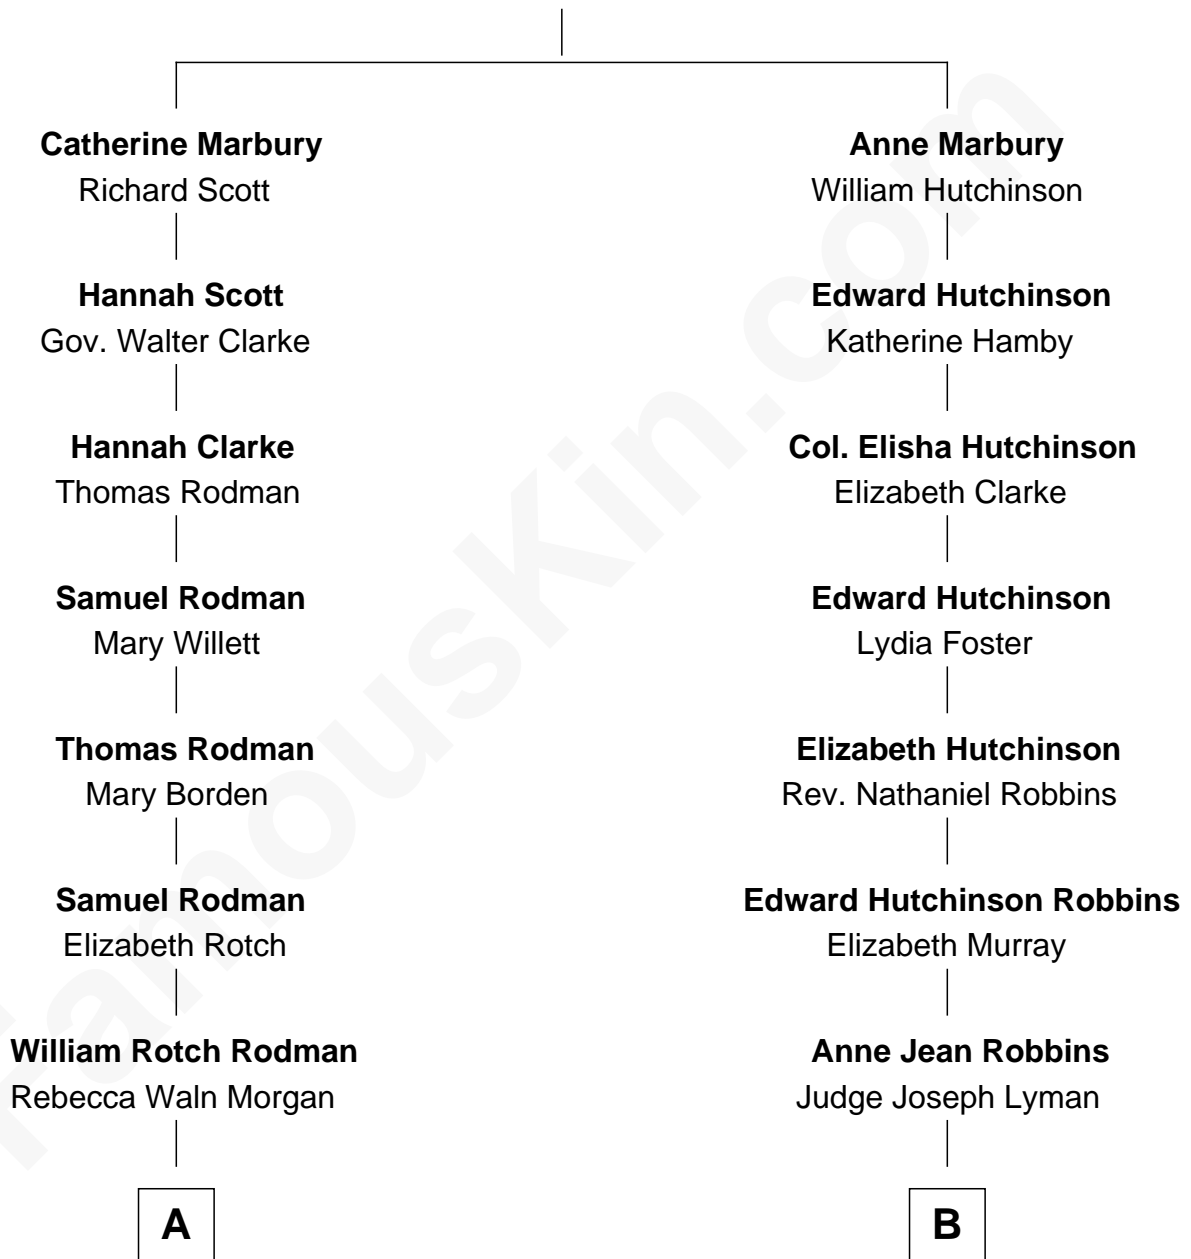 Catherine Marbury
Richard Scott
Hannah Scott
Gov. Walter Clarke
Hannah Clarke
Thomas Rodman
Samuel Rodman
Mary Willett
Thomas Rodman
Mary Borden
Samuel Rodman
Elizabeth Rotch
William Rotch Rodman
Rebecca Waln Morgan
A
Anne Marbury
William Hutchinson
Edward Hutchinson
Katherine Hamby
Col. Elisha Hutchinson
Elizabeth Clarke
Edward Hutchinson
Lydia Foster
Elizabeth Hutchinson
Rev. Nathaniel Robbins
Edward Hutchinson Robbins
Elizabeth Murray
Anne Jean Robbins
Judge Joseph Lyman
B
FamousKin.com